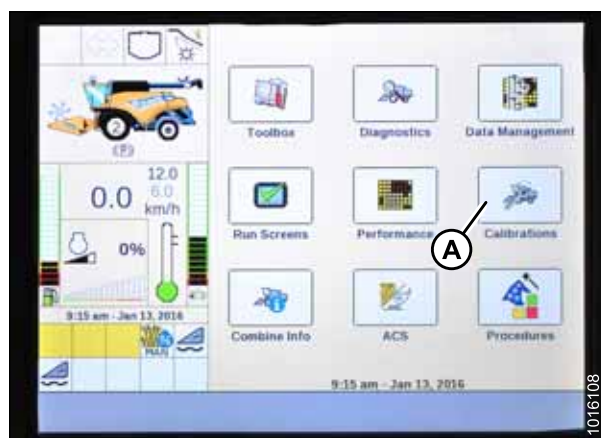 Toolbox
Diagnostics
Data Management
2
(P)
12.0
0.0
6.0
km/h
Run Screens
Performance
Calibrations
A
0%
9:15 am - Jan 13, 2016
MAN
Combine Info
ACS
Procedures
9:15 am - Jan 13, 2016
1016108